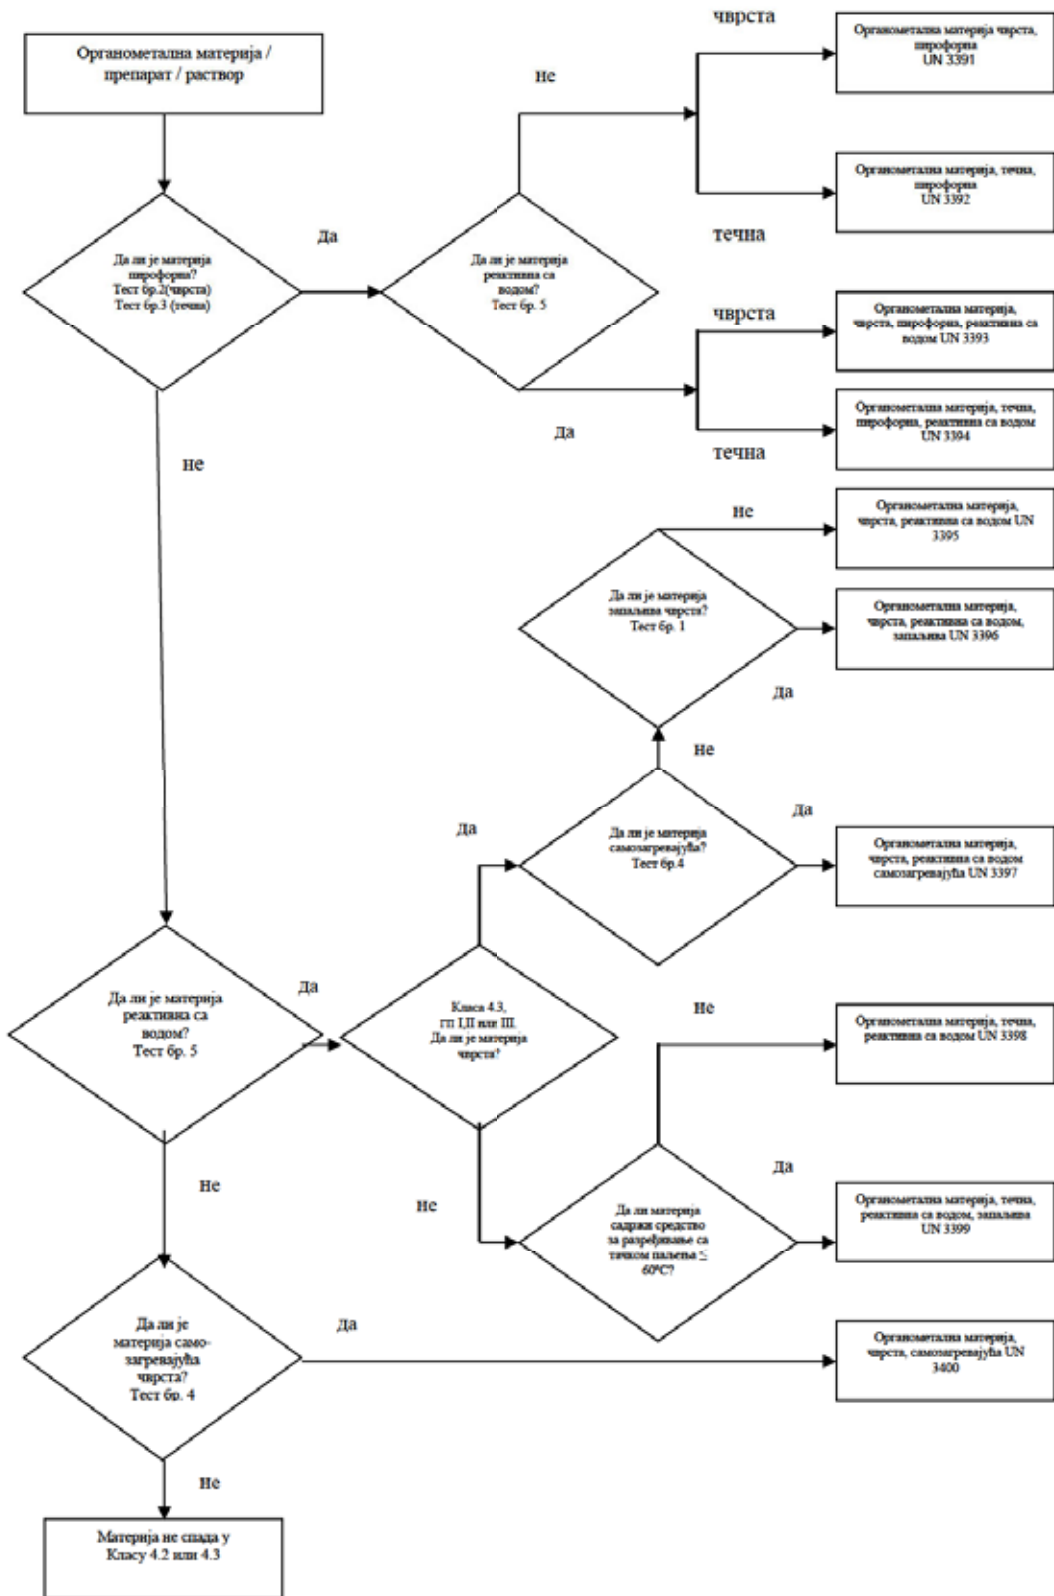 Органометална материја /
препарат / раствор
чврста
Органометална материја чврста,
пирофорна
UN 3391
не
Органометална материја, течна,
пирофорна
UN 3392
течна
да
Да ли је материја
пирофорна?
Тест бр.2(чврста)
Тест бр.3 (течна)
Да ли је материја
реактивна са
водом?
Тест бр. 5
чврста
Органометална материја,
чврста, пирофорна, реактивна са
водом UN 3393
да
Органометална материја, течна,
пирофорна, реактивна са водом
UN 3394
течна
не
не
Органометална материја,
чврста, реактивна са водом UN
3395
Да ли је материја
запаљива чврста?
Тест бр. 1
Органометална материја,
чврста, реактивна са водом,
запаљива UN 3396
да
не
да
Да ли је материја
самозагревајућа?
Тест бр.4
да
Органометална материја,
чврста, реактивна са водом
самозагревајућа UN 3397
Да ли је материја
реактивна са
водом?
Тест бр. 5
да
Класа 4.3,
ГП I,II или III.
Да ли је материја
чврста?
не
Органометална материја, течна,
реактивна са водом UN 3398
не
не
Да ли материја
садржи средство
за разређивање са
тачком паљења ≤
60ºC?
да
Органометална материја, течна,
реактивна са водом, запаљива
UN 3399
Да ли је
материја само-
загревајућа
чврста?
Тест бр. 4
да
Органометална материја,
чврста, самозагревајућа UN
3400
не
Материја не спада у
Класу 4.2 или 4.3